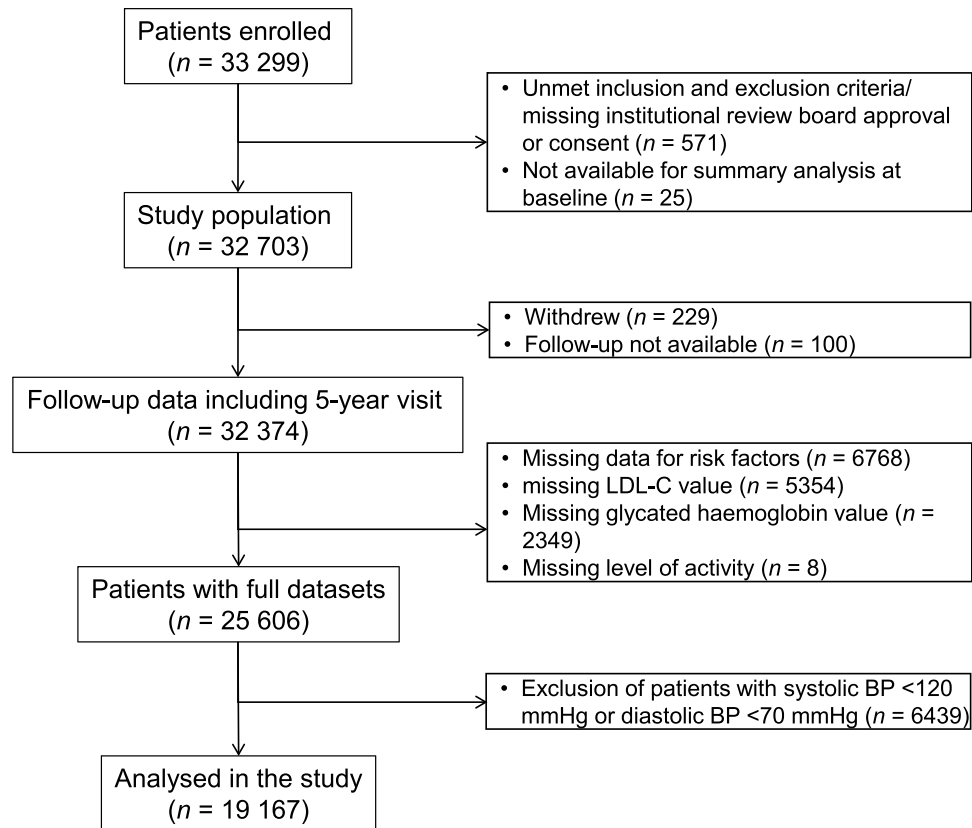 Patients enrolled
(n = 33 299)
• Unmet inclusion and exclusion criteria/
missing institutional review board approval
or consent (n = 571)
• Not available for summary analysis at
baseline (n = 25)
Study population
(n = 32 703)
• Withdrew (n = 229)
• Follow-up not available (n = 100)
Follow-up data including 5-year visit
(n = 32 374)
• Missing data for risk factors (n = 6768)
• missing LDL-C value (n = 5354)
• Missing glycated haemoglobin value (n =
2349)
• Missing level of activity (n = 8)
Patients with full datasets
(n = 25 606)
• Exclusion of patients with systolic BP <120
mmHg or diastolic BP <70 mmHg (n = 6439)
Analysed in the study
(n = 19 167)